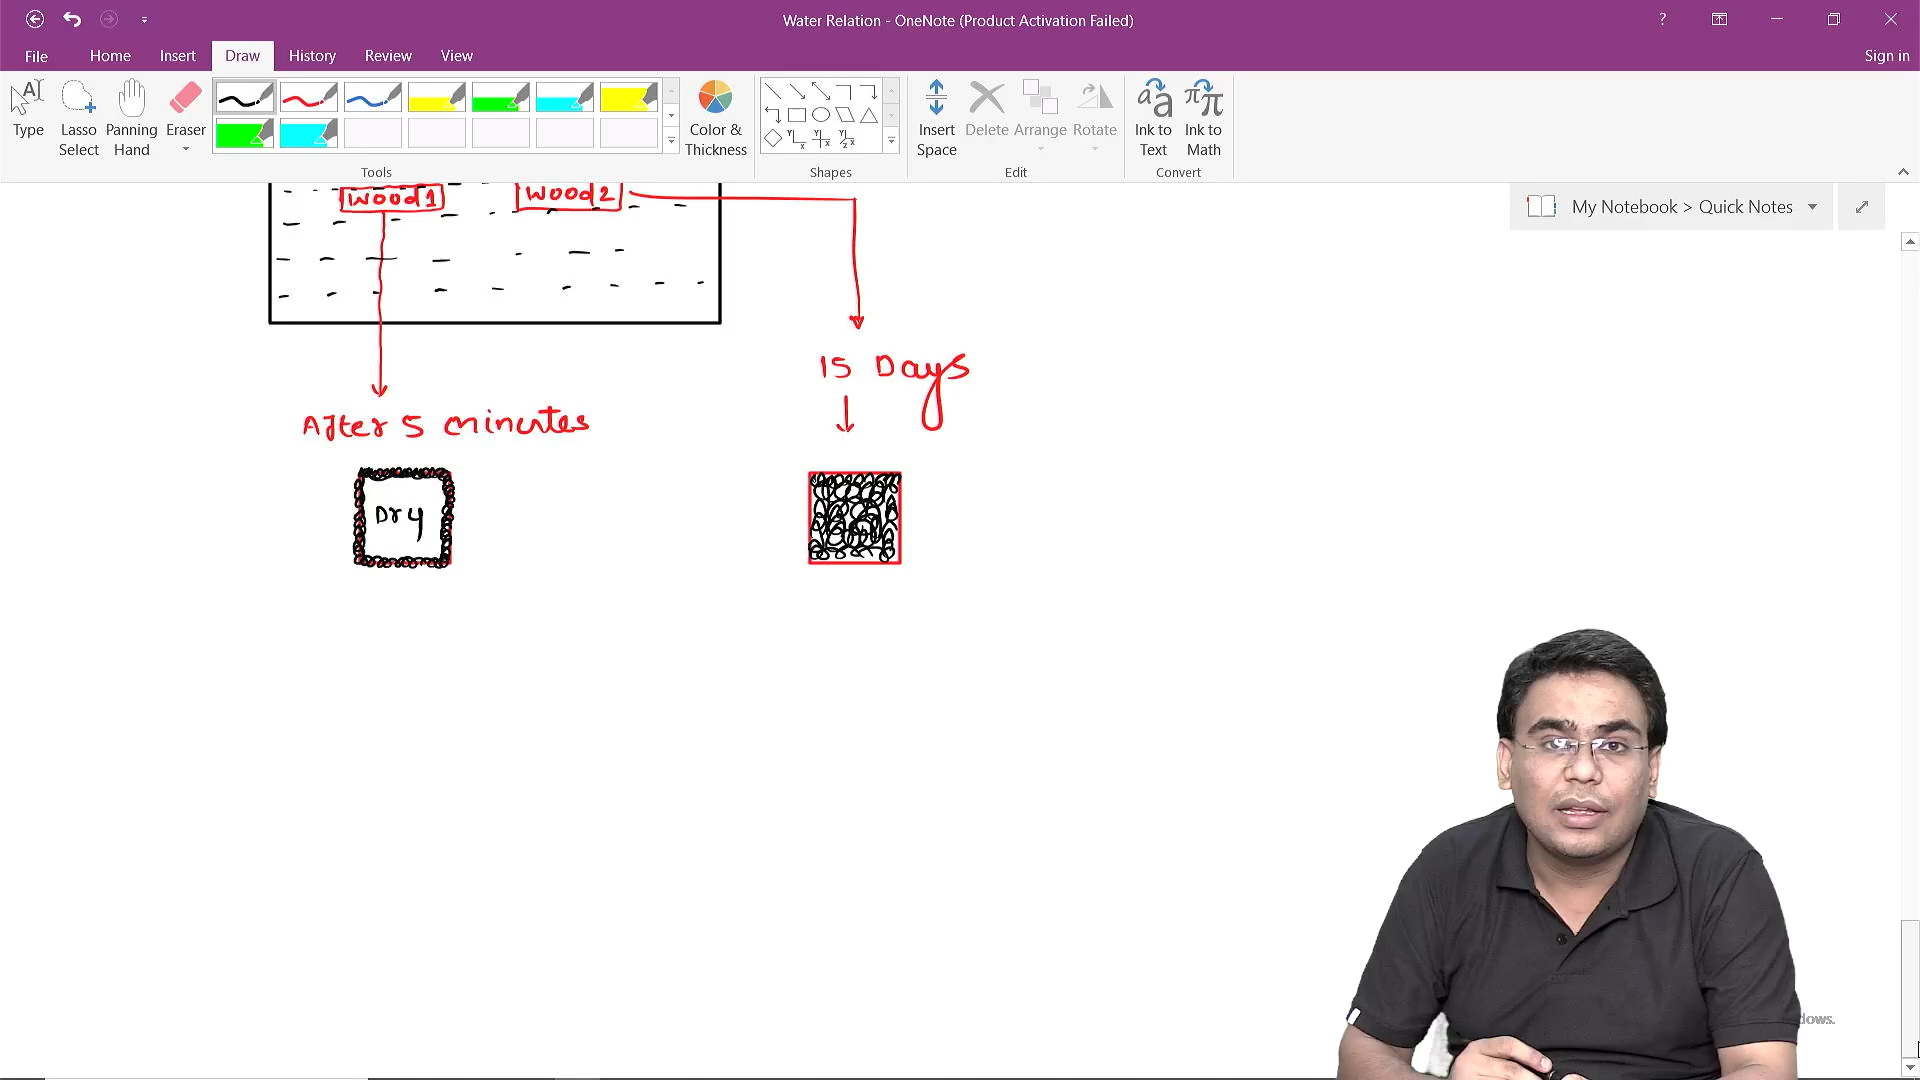 Water Relation - OneNote (Product Activation Failed)
?
Sign in
File
Home
Insert
Draw
History
Review
View
Type
Lasso Select
Panning Hand
Eraser
Color & Thickness
Insert Space
Delete
Arrange
Rotate
Ink to Text
Ink to Math
Tools
Shapes
Edit
Convert
My Notebook > Quick Notes
Wood1
Wood2
15 Days
After 5 minutes
Dry
dows.